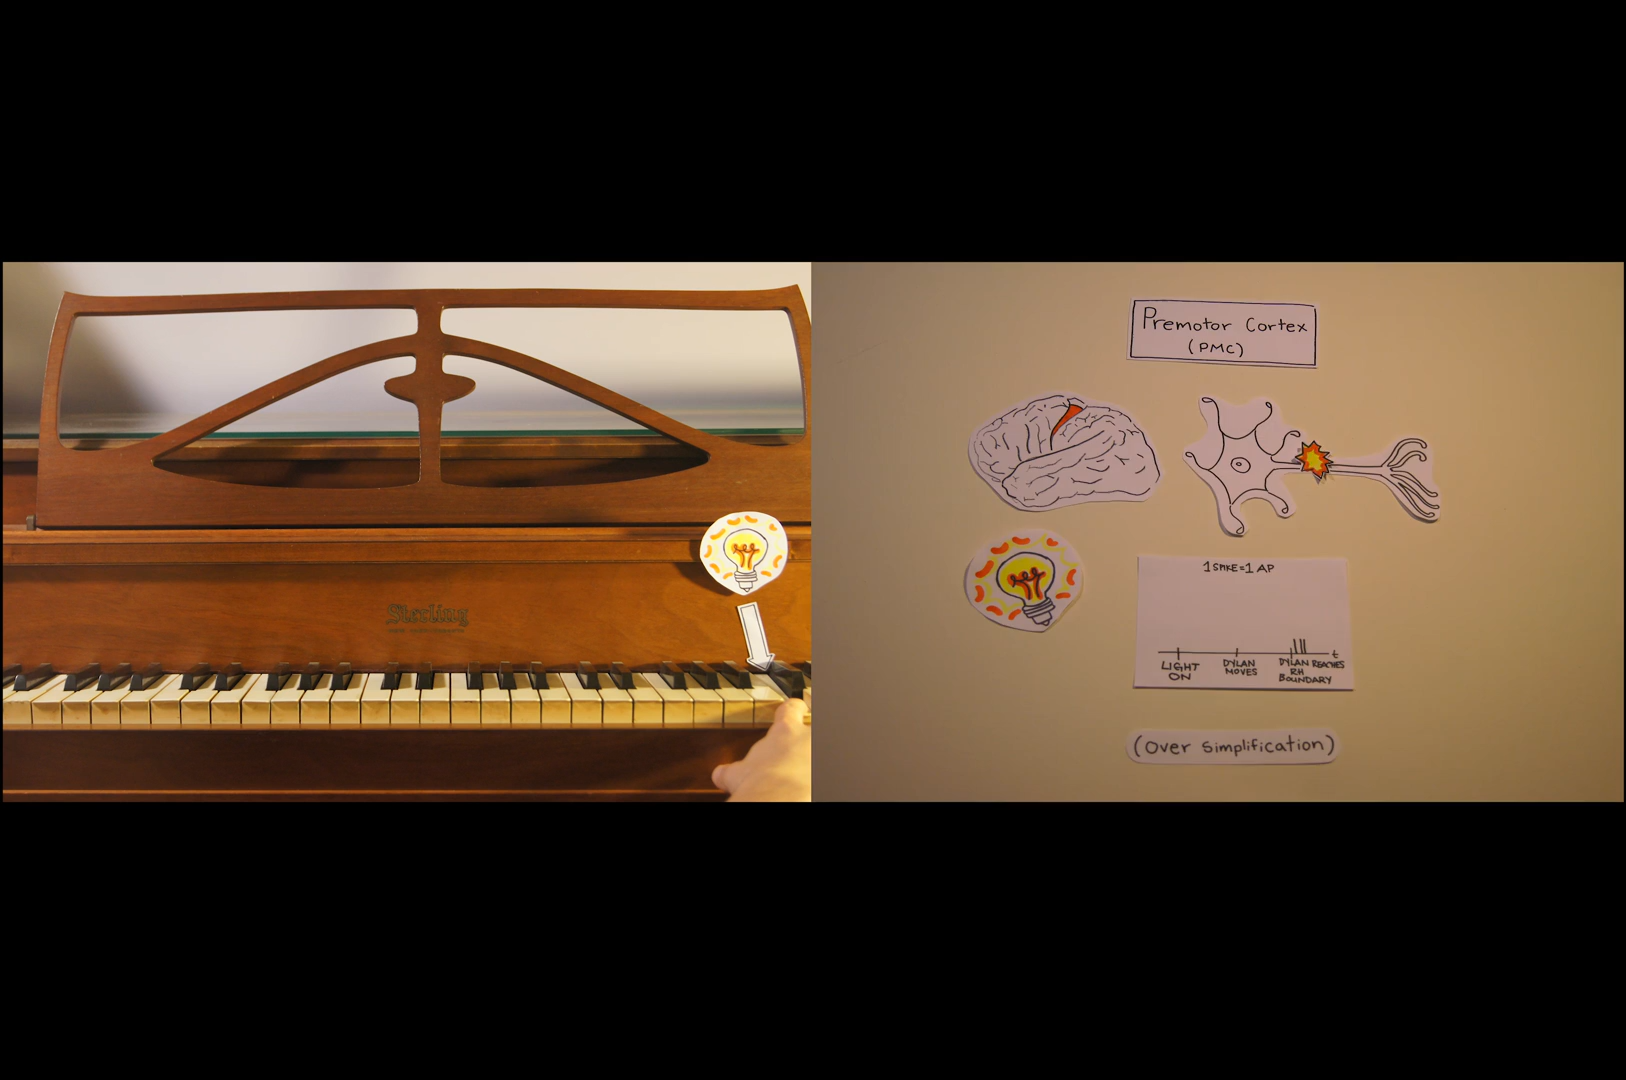 Sterling
Premotor Cortex
(PMC)
1 SPIKE=1 AP
t
LIGHT
ON
DYLAN
MOVES
DYLAN REACHES
RH
BOUNDARY
(Over Simplification)